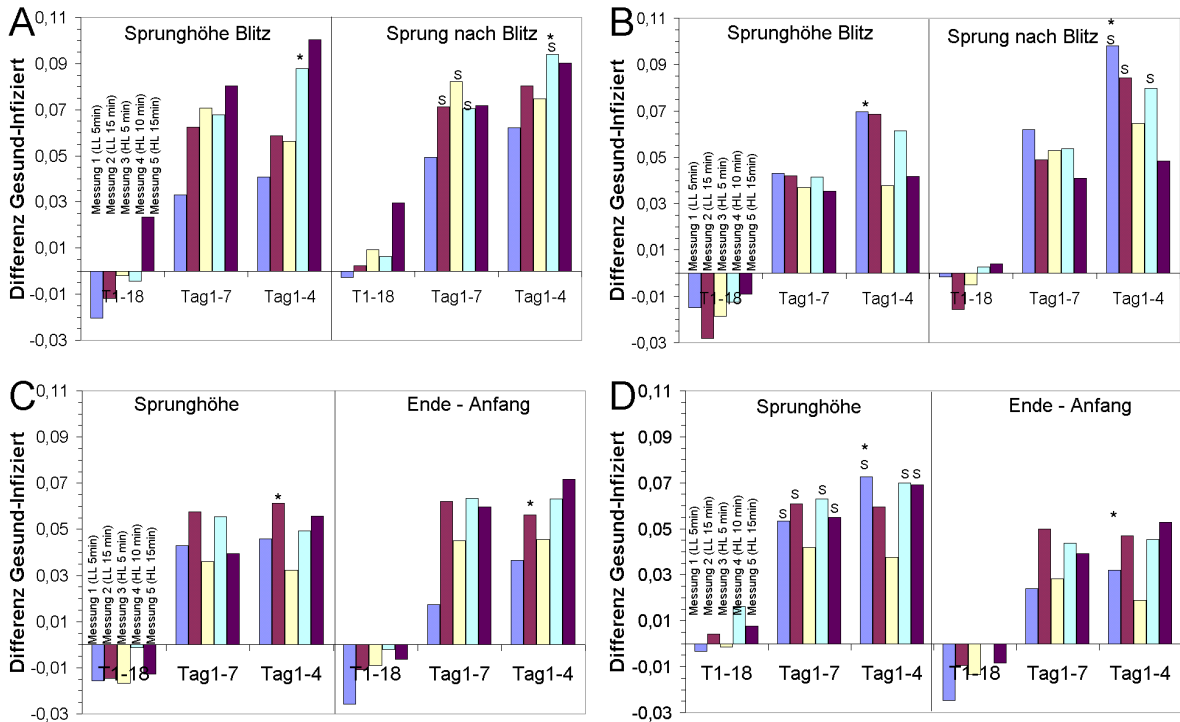 A
Sprunghöhe Blitz
Sprung nach Blitz
Differenz Gesund-Infiziert
0,11
0,09
0,07
0,05
0,03
0,01
-0,01
-0,03
Messung 1 (LL 5min)
Messung 2 (LL 15 min)
Messung 3 (HL 5 min)
Messung 4 (HL 10 min)
Messung 5 (HL 15min)
*
S
S
S
*
S
T1-18
Tag1-7
Tag1-4
T1-18
Tag1-7
Tag1-4
B
Sprunghöhe Blitz
Sprung nach Blitz
Differenz Gesund-Infiziert
0,11
0,09
0,07
0,05
0,03
0,01
-0,01
-0,03
Messung 1 (LL 5min)
Messung 2 (LL 15 min)
Messung 3 (HL 5 min)
Messung 4 (HL 10 min)
Messung 5 (HL 15min)
*
*
S
S
S
T1-18
Tag1-7
Tag1-4
T1-18
Tag1-7
Tag1-4
C
Sprunghöhe
Ende - Anfang
Differenz Gesund-Infiziert
0,11
0,09
0,07
0,05
0,03
0,01
-0,01
-0,03
Messung 1 (LL 5min)
Messung 2 (LL 15 min)
Messung 3 (HL 5 min)
Messung 4 (HL 10 min)
Messung 5 (HL 15min)
*
*
T1-18
Tag1-7
Tag1-4
T1-18
Tag1-7
Tag1-4
D
Sprunghöhe
Ende - Anfang
Differenz Gesund-Infiziert
0,11
0,09
0,07
0,05
0,03
0,01
-0,01
-0,03
Messung 1 (LL 5min)
Messung 2 (LL 15 min)
Messung 3 (HL 5 min)
Messung 4 (HL 10 min)
Messung 5 (HL 15min)
S
S
S
S
*
S
S S
*
T1-18
Tag1-7
Tag1-4
T1-18
Tag1-7
Tag1-4